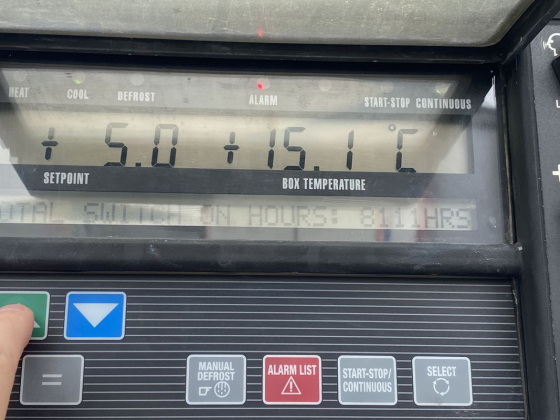 HEAT COOL DEFROST ALARM START-STOP CONTINUOUS
+ 5.0 +15.1 °C
SETPOINT BOX TEMPERATURE
TOTAL SWITCH ON HOURS: 8111HRS
=
MANUAL DEFROST
ALARM LIST
START-STOP/ CONTINUOUS
SELECT